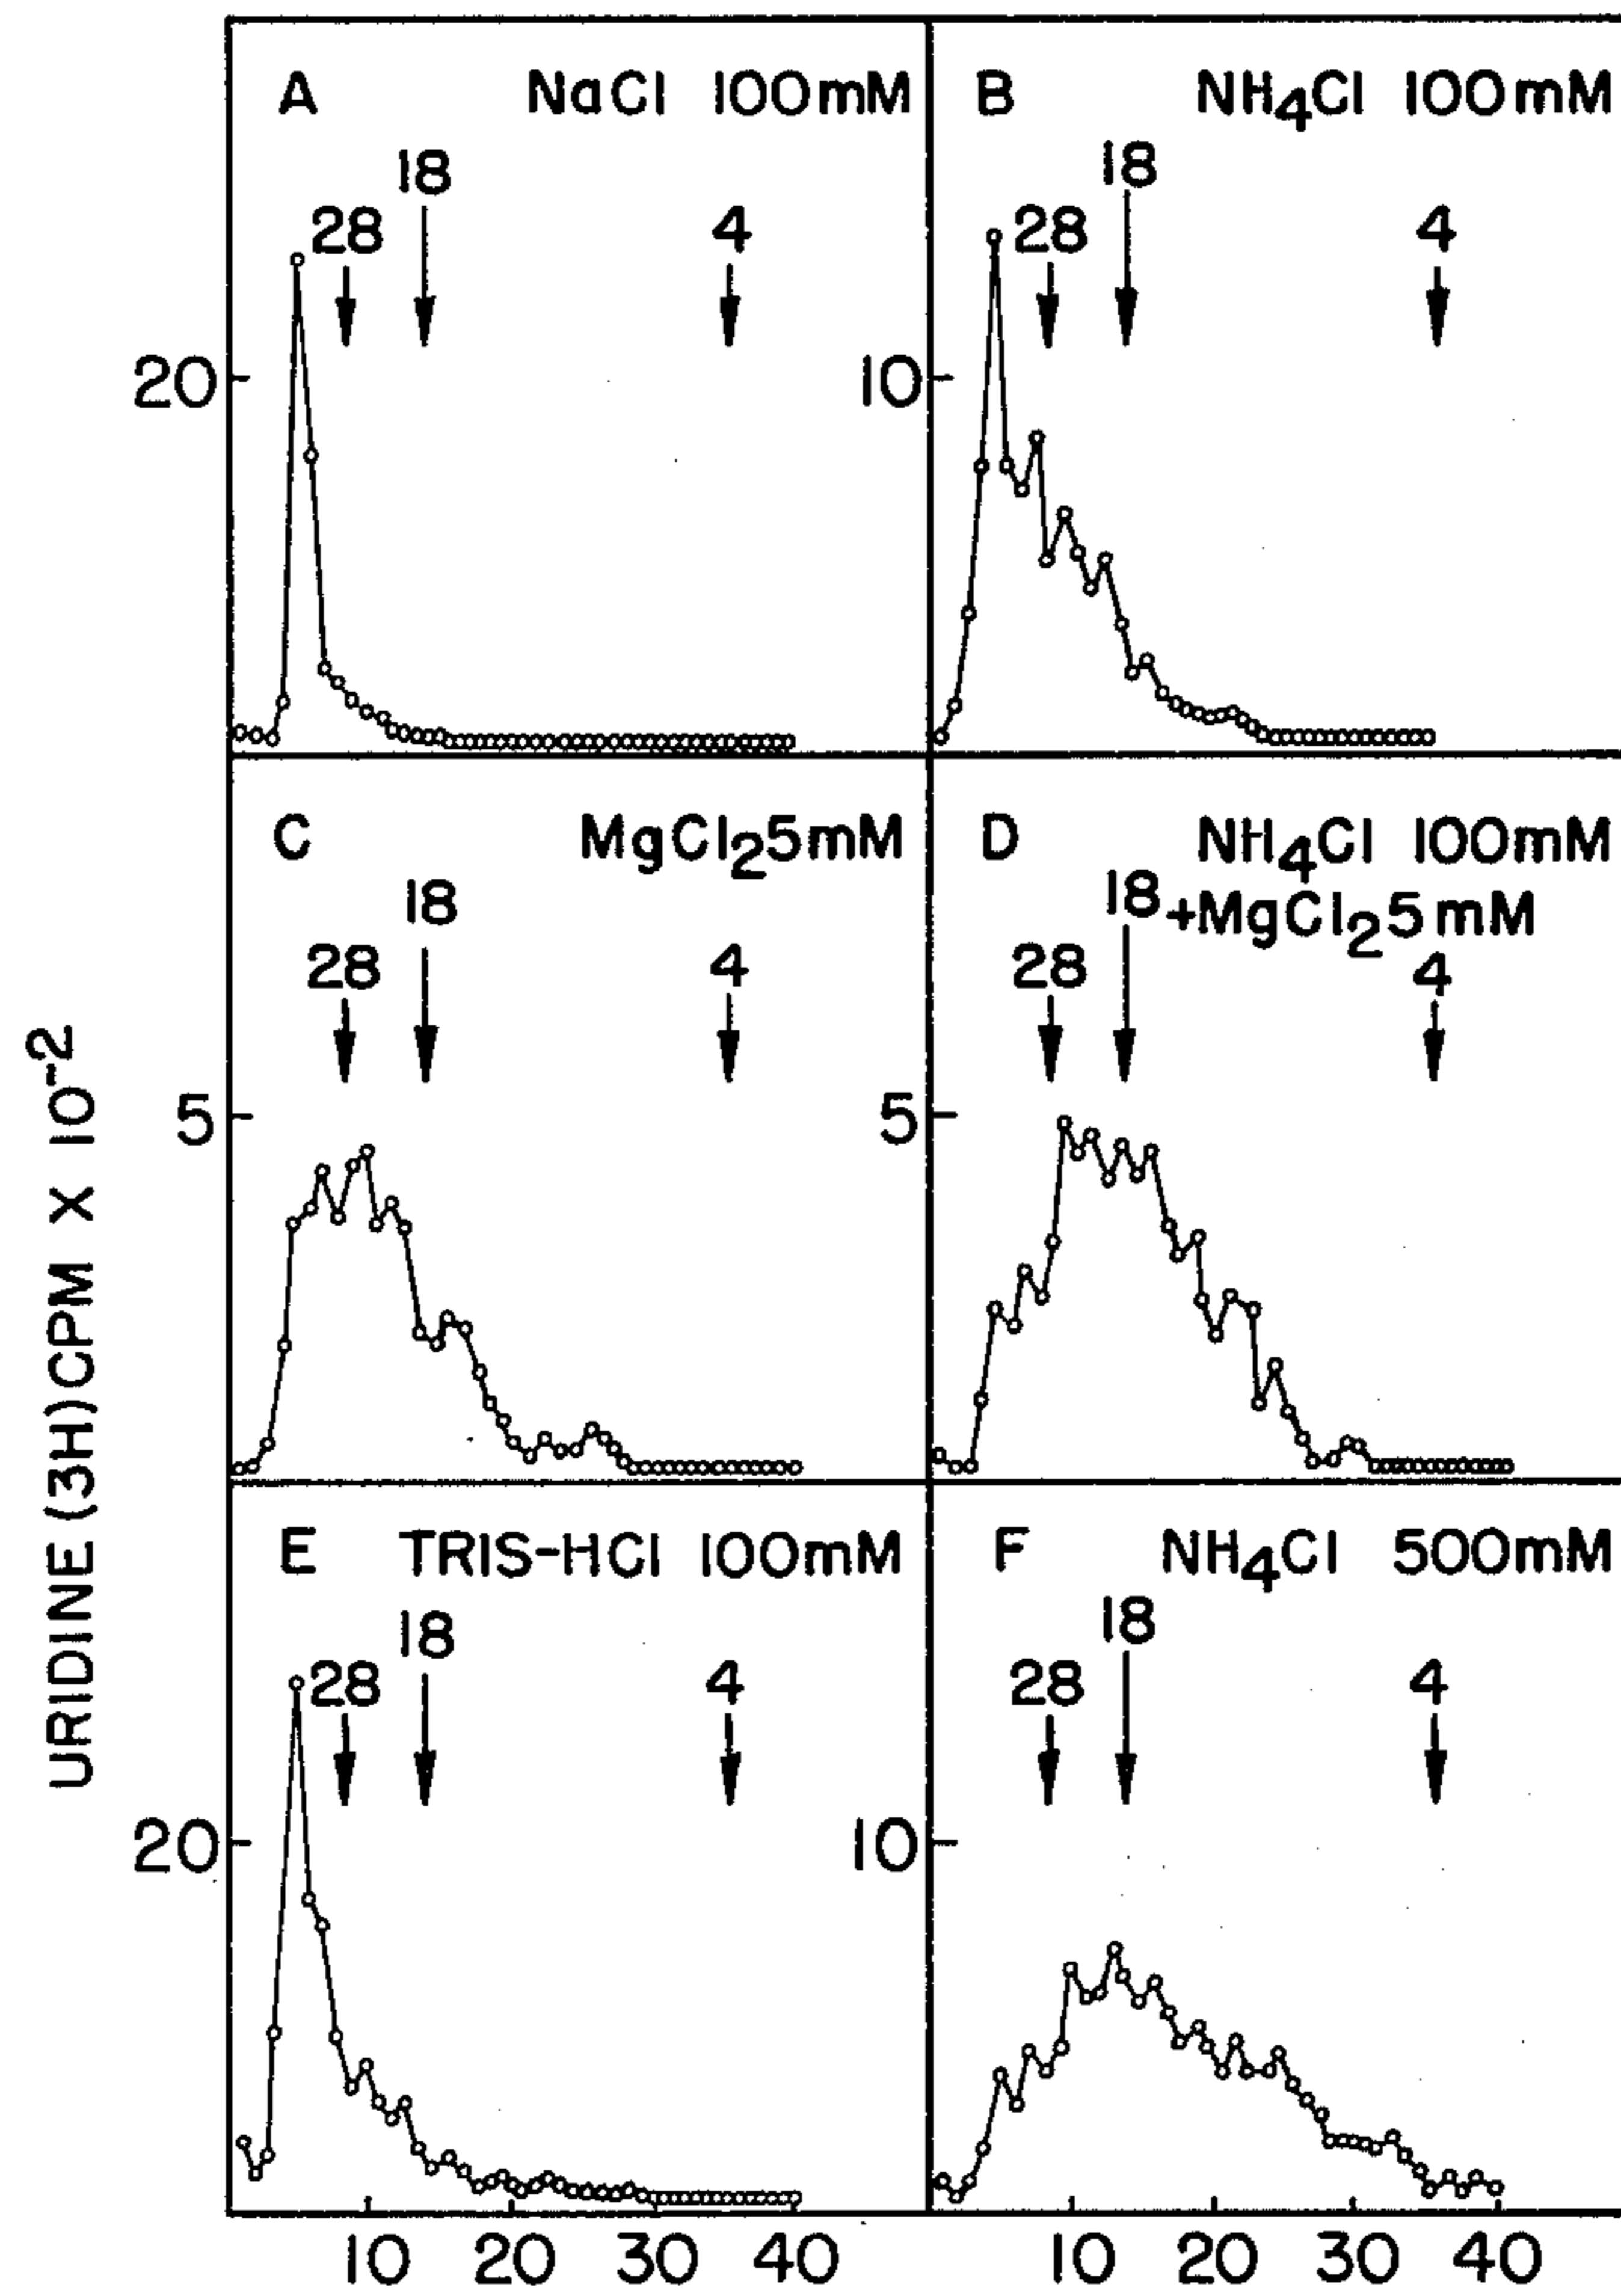 A NaCl 100mM
18
28 4
20
B NH4Cl 100mM
18
28 4
10
C MgCl2 5mM
18
28 4
5
D NH4Cl 100mM
18 +MgCl2 5mM
28 4
5
E TRIS-HCl 100mM
18
28 4
20
F NH4Cl 500mM
18
28 4
10
URIDINE (3H) CPM X 10-2
10 20 30 40
10 20 30 40